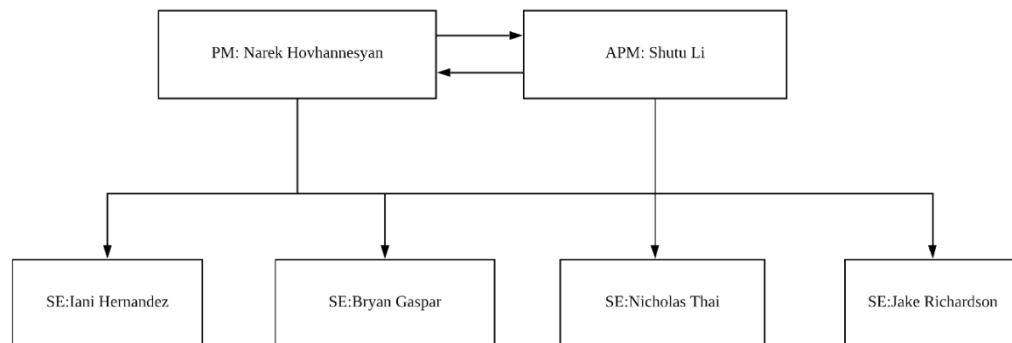 PM: Narek Hovhannesyan
APM: Shutu Li
SE:Iani Hernandez
SE:Bryan Gaspar
SE:Nicholas Thai
SE:Jake Richardson